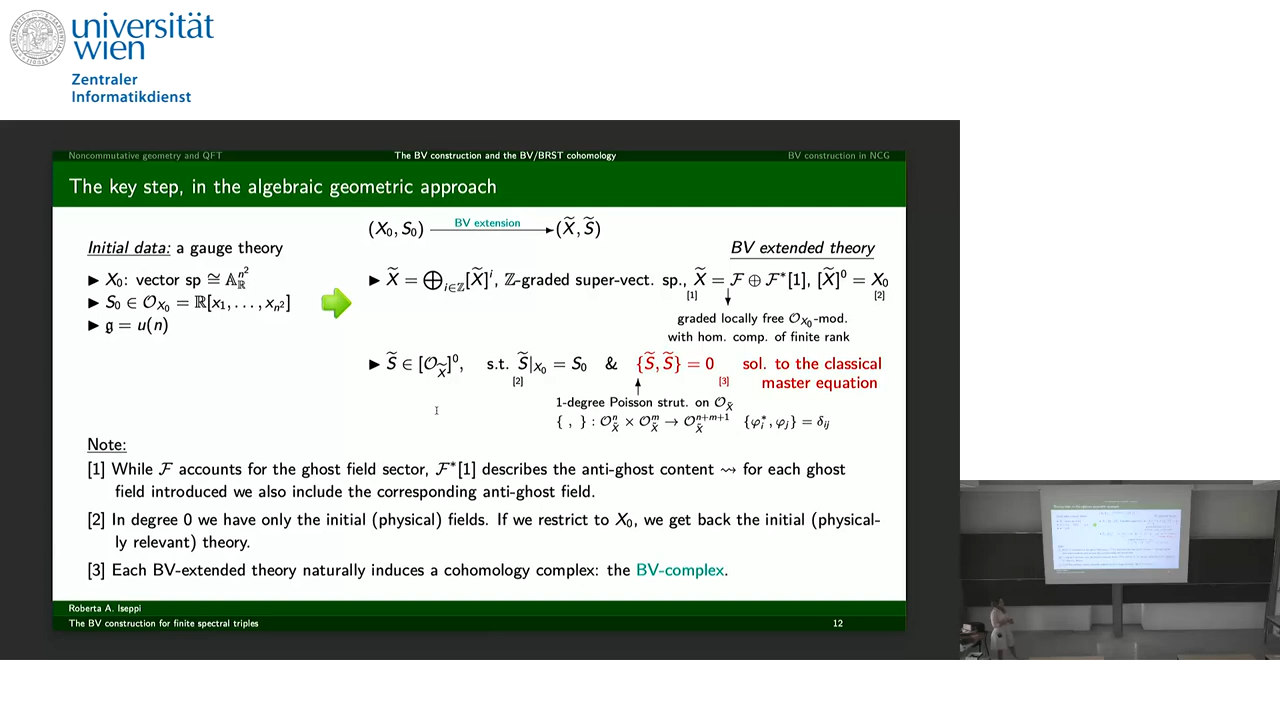 universität
wien
Zentraler
Informatikdienst
Noncommutative geometry and QFT The BV construction and the BV/BRST cohomology BV construction in NCG
The key step, in the algebraic geometric approach
(X₀, S₀) BV extension (X̃, S̃)
Initial data: a gauge theory
BV extended theory
▶ X₀: vector sp ≅ 𝔸_ℝ^{n²}
▶ S₀ ∈ 𝒪_{X₀} = ℝ[x₁, . . . , x_{n²}]
▶ 𝔤 = u(n)
▶ X̃ = ⊕_{i∈ℤ}[X̃]ⁱ, ℤ-graded super-vect. sp., X̃ = ℱ ⊕ ℱ*[1], [X̃]⁰ = X₀
[1] [2]
graded locally free 𝒪_{X₀}-mod.
with hom. comp. of finite rank
▶ S̃ ∈ [𝒪_{X̃}]⁰, s.t. S̃|_{X₀} = S₀ & {S̃, S̃} = 0 sol. to the classical
[2] [3] master equation
1-degree Poisson strut. on 𝒪_{X̃}
{ , } : 𝒪ⁿ_{X̃} × 𝒪ᵐ_{X̃} → 𝒪^{n+m+1}_{X̃} {φᵢ*, φⱼ} = δᵢⱼ
Note:
[1] While ℱ accounts for the ghost field sector, ℱ*[1] describes the anti-ghost content ⇝ for each ghost
field introduced we also include the corresponding anti-ghost field.
[2] In degree 0 we have only the initial (physical) fields. If we restrict to X₀, we get back the initial (physical-
ly relevant) theory.
[3] Each BV-extended theory naturally induces a cohomology complex: the BV-complex.
Roberta A. Iseppi
The BV construction for finite spectral triples 12